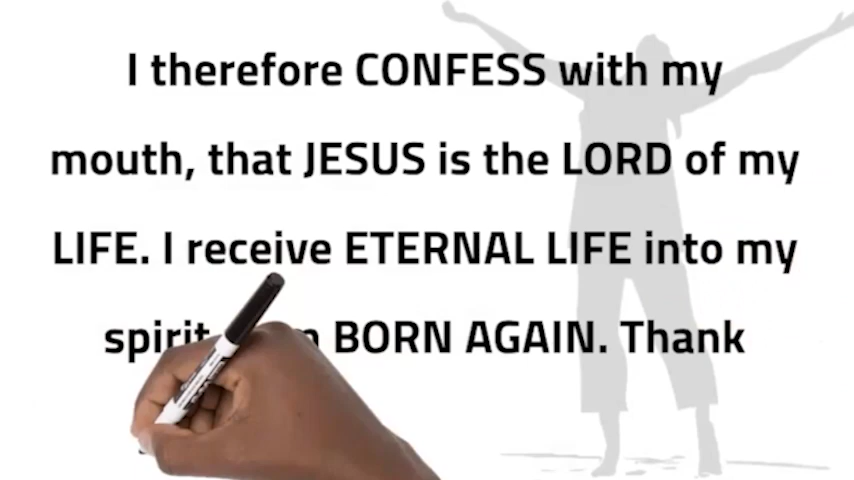 I therefore CONFESS with my
mouth, that JESUS is the LORD of my
LIFE. I receive ETERNAL LIFE into my
spirit BORN AGAIN. Thank